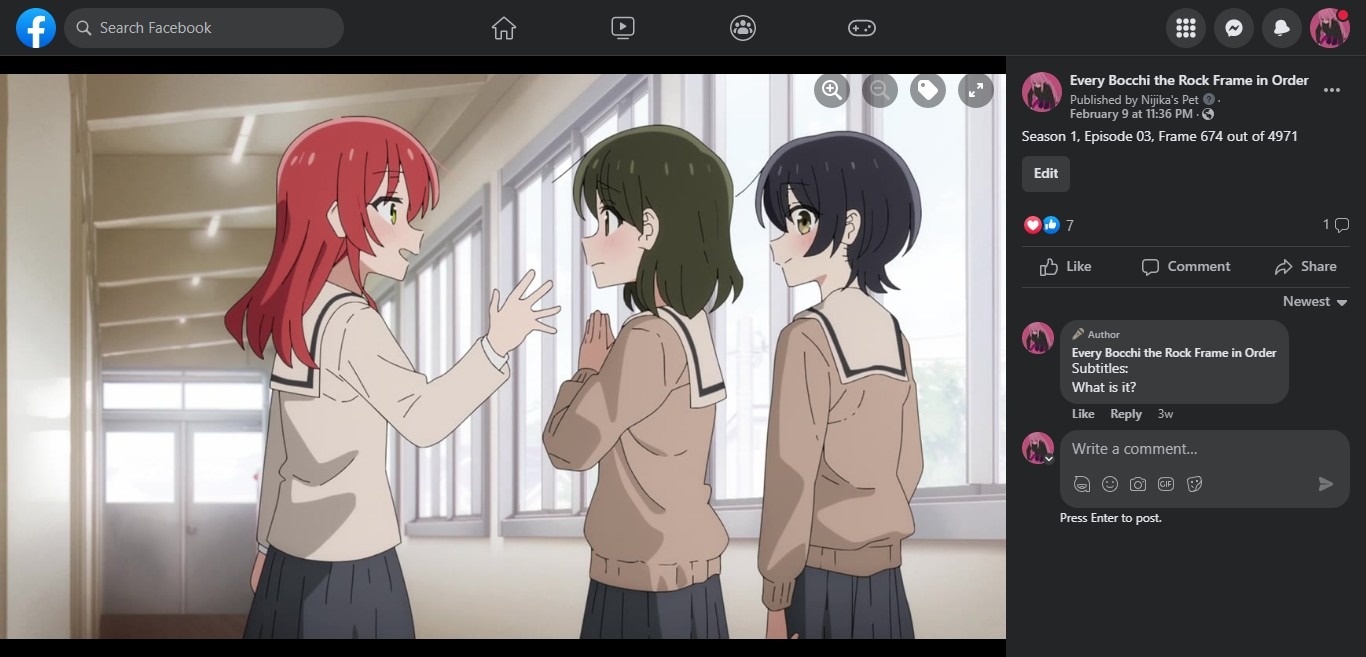 Search Facebook
Every Bocchi the Rock Frame in Order
Published by Nijika's Pet ·
February 9 at 11:36 PM ·
Season 1, Episode 03, Frame 674 out of 4971
Edit
7
1
Like
Comment
Share
Newest
Author
Every Bocchi the Rock Frame in Order
Subtitles:
What is it?
Like Reply 3w
Write a comment...
GIF
Press Enter to post.